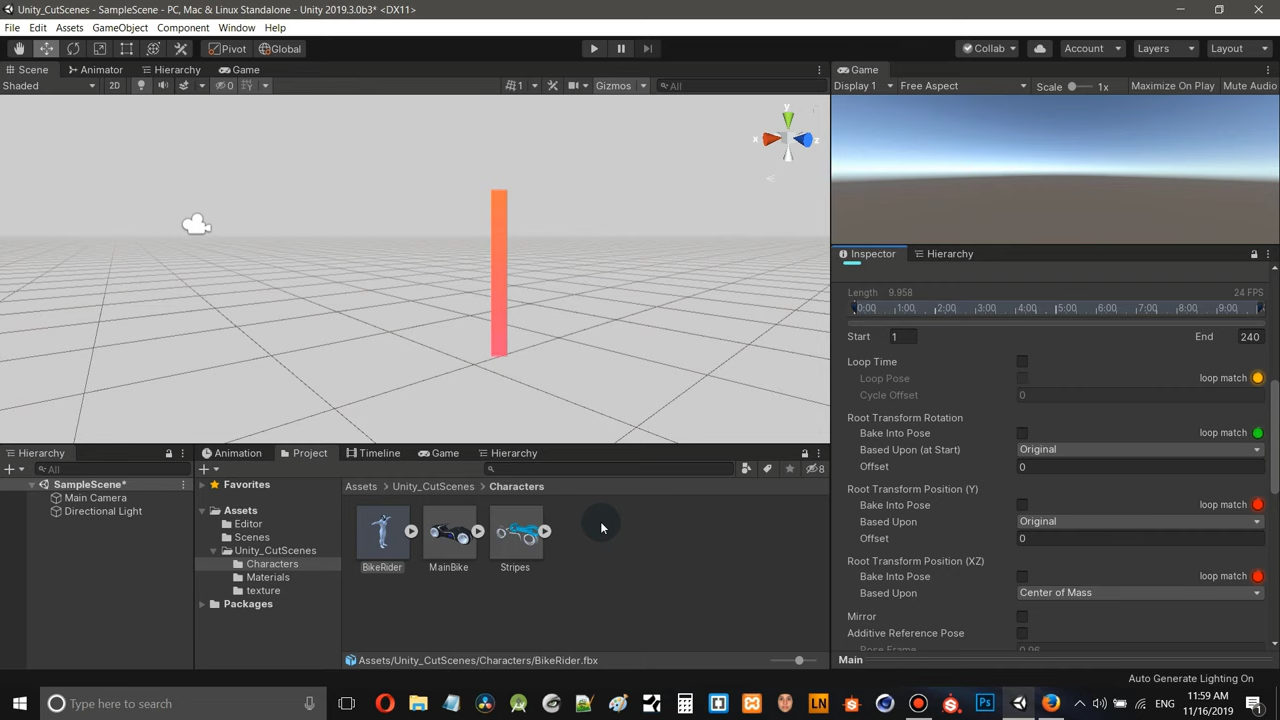 Unity_CutScenes - SampleScene - PC, Mac & Linux Standalone - Unity 2019.3.0b3* <DX11>
File Edit Assets GameObject Component Window Help
Pivot Global Collab Account Layers Layout
Scene Animator Hierarchy Game
Shaded 2D 0 1 Gizmos All
y
x
z
Game
Display 1 Free Aspect Scale 1x Maximize On Play Mute Audio
Inspector Hierarchy
Length 9.958 24 FPS
0:00 1:00 2:00 3:00 4:00 5:00 6:00 7:00 8:00 9:00
Start 1 End 240
Loop Time
Loop Pose loop match
Cycle Offset 0
Root Transform Rotation
Bake Into Pose loop match
Based Upon (at Start) Original
Offset 0
Root Transform Position (Y)
Bake Into Pose loop match
Based Upon Original
Offset 0
Root Transform Position (XZ)
Bake Into Pose loop match
Based Upon Center of Mass
Mirror
Additive Reference Pose
Pose Frame 0.96
Main
Hierarchy
All
SampleScene*
Main Camera
Directional Light
Animation Project Timeline Game Hierarchy
8
Favorites
Assets
Editor
Scenes
Unity_CutScenes
Characters
Materials
texture
Packages
Assets Unity_CutScenes Characters
BikeRider MainBike Stripes
Assets/Unity_CutScenes/Characters/BikeRider.fbx
Auto Generate Lighting On
Type here to search
LN
Ps
ENG
11:59 AM
11/16/2019